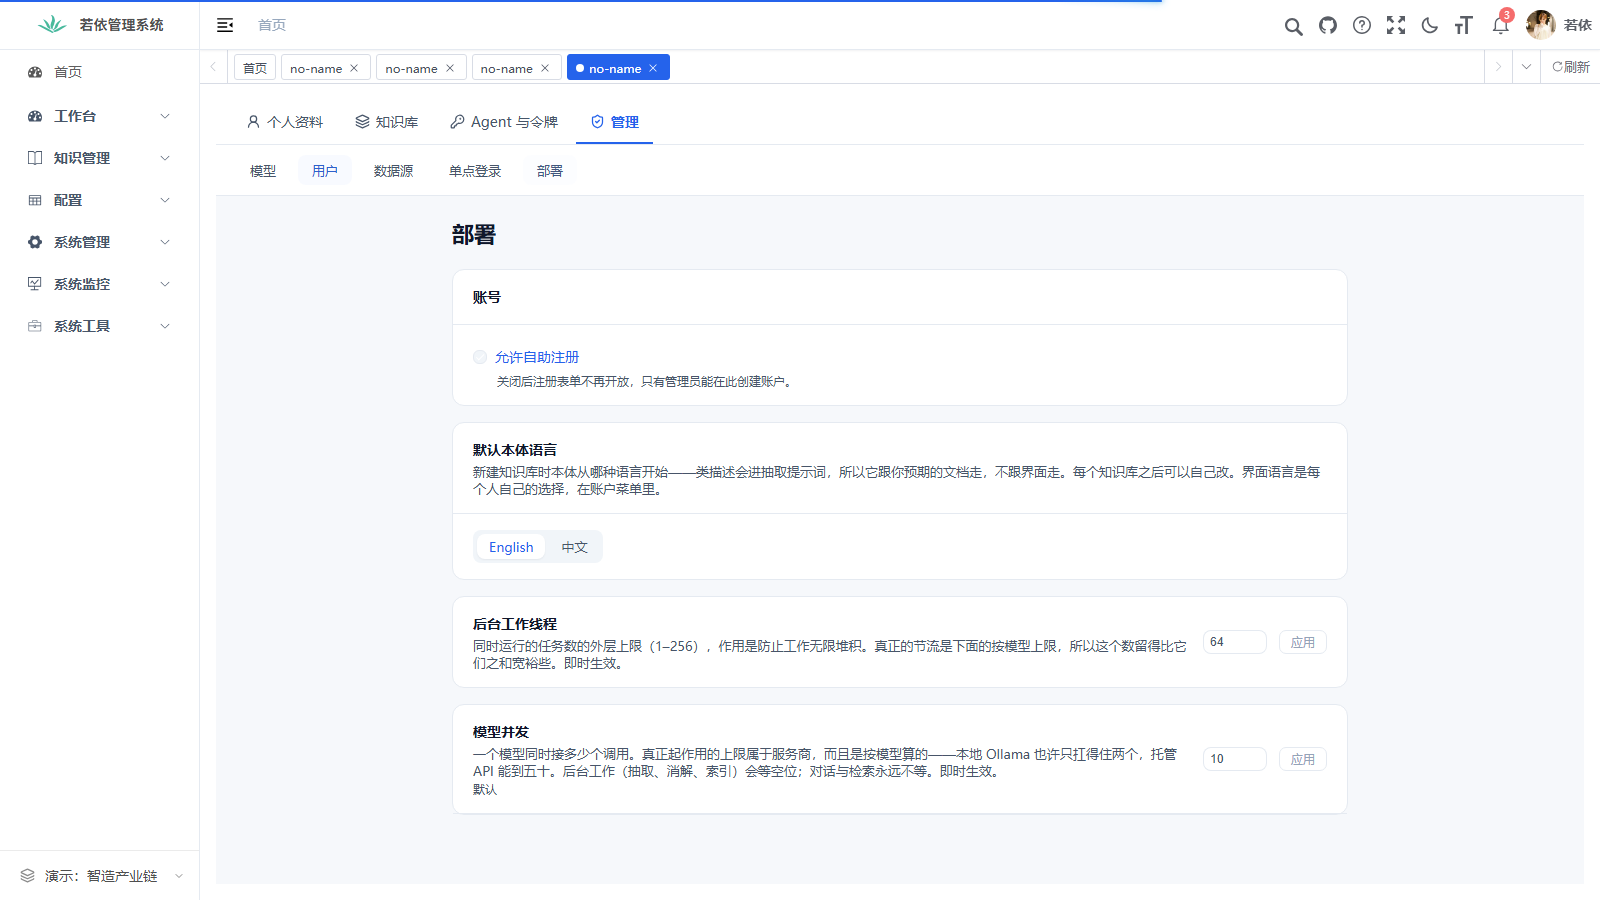 若依管理系统
首页
3
若依
首页
no-name
no-name
no-name
no-name
刷新
首页
工作台
知识管理
配置
系统管理
系统监控
系统工具
演示：智造产业链
个人资料
知识库
Agent 与令牌
管理
模型
用户
数据源
单点登录
部署
部署
账号
允许自助注册
关闭后注册表单不再开放，只有管理员能在此创建账户。
默认本体语言
新建知识库时本体从哪种语言开始——类描述会进抽取提示词，所以它跟你预期的文档走，不跟界面走。每个知识库之后可以自己改。界面语言是每
个人自己的选择，在账户菜单里。
English
中文
后台工作线程
同时运行的任务数的外层上限（1–256），作用是防止工作无限堆积。真正的节流是下面的按模型上限，所以这个数留得比它
们之和宽裕些。即时生效。
64
应用
模型并发
一个模型同时接多少个调用。真正起作用的上限属于服务商，而且是按模型算的——本地 Ollama 也许只扛得住两个，托管
API 能到五十。后台工作（抽取、消解、索引）会等空位；对话与检索永远不等。即时生效。
默认
10
应用